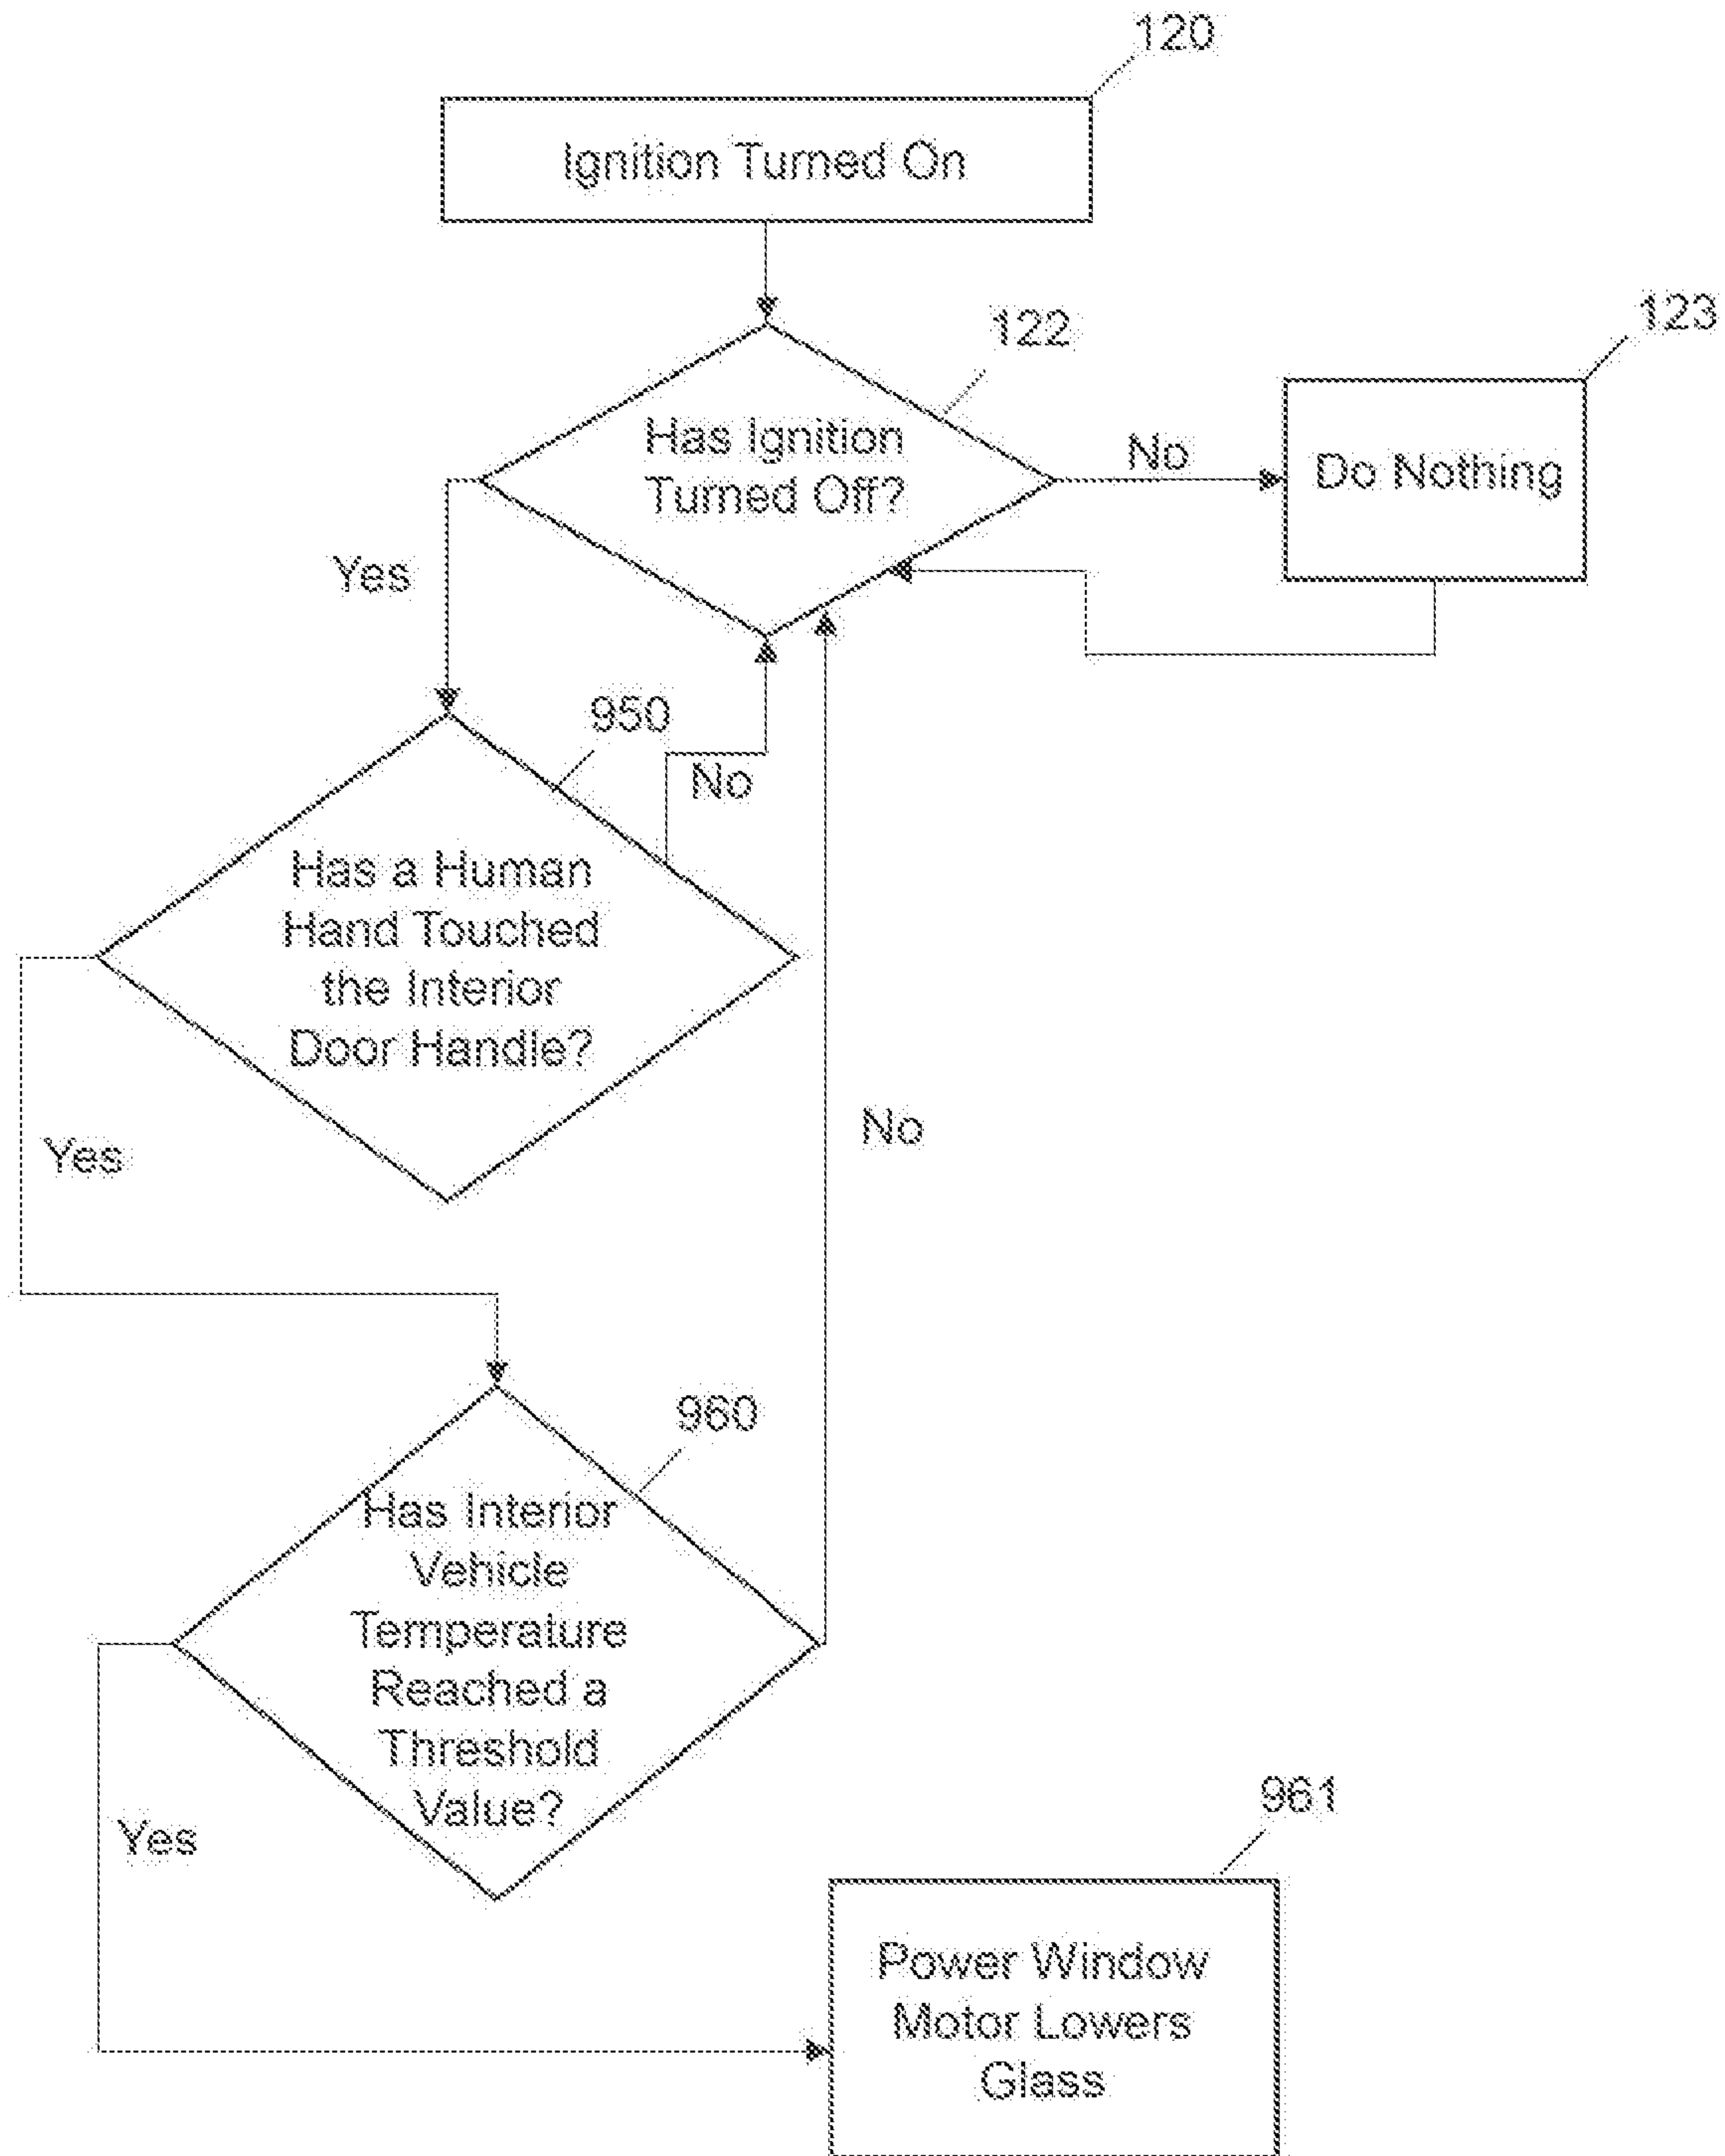 120
Ignition Turned On
122
123
Has Ignition
Turned Off?
No
Do Nothing
Yes
950
No
Has a Human
Hand Touched
the Interior
Door Handle?
No
Yes
960
Has Interior
Vehicle
Temperature
Reached a
Threshold
Value?
Yes
961
Power Window
Motor Lowers
Glass